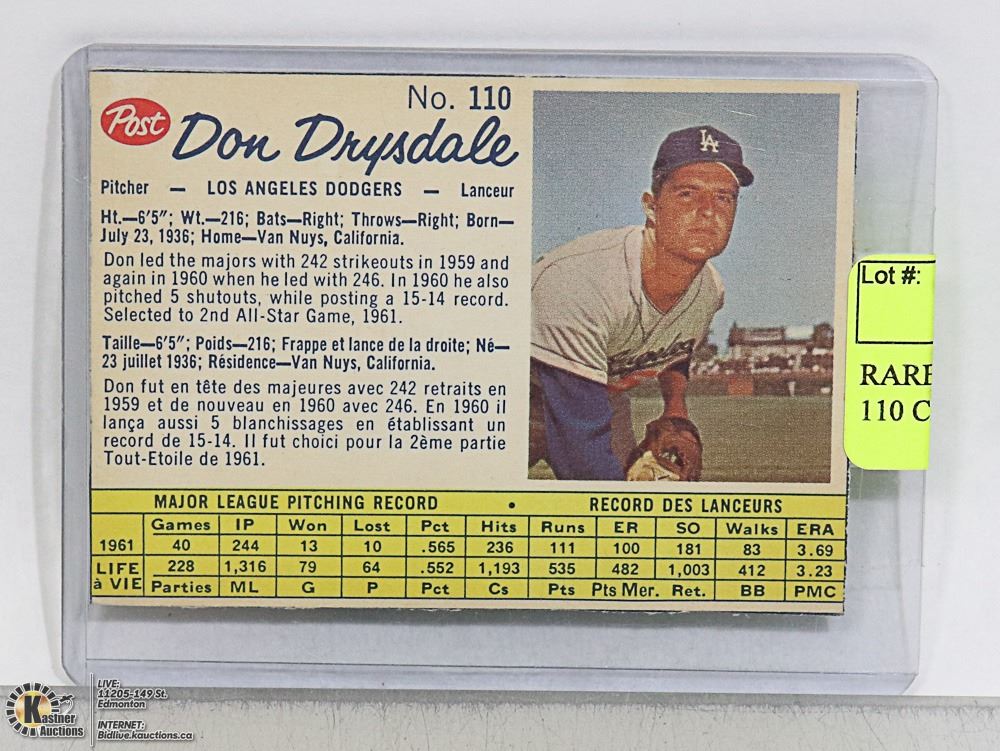 No. 110
Post
Don Drysdale
Pitcher — LOS ANGELES DODGERS — Lanceur
Ht.—6'5"; Wt.—216; Bats—Right; Throws—Right; Born—
July 23, 1936; Home—Van Nuys, California.
Don led the majors with 242 strikeouts in 1959 and
again in 1960 when he led with 246. In 1960 he also
pitched 5 shutouts, while posting a 15-14 record.
Selected to 2nd All-Star Game, 1961.
Taille—6'5"; Poids—216; Frappe et lance de la droite; Né—
23 juillet 1936; Résidence—Van Nuys, California.
Don fut en tête des majeures avec 242 retraits en
1959 et de nouveau en 1960 avec 246. En 1960 il
lança aussi 5 blanchissages en établissant un
record de 15-14. Il fut choici pour la 2ème partie
Tout-Etoile de 1961.
LA
MAJOR LEAGUE PITCHING RECORD • RECORD DES LANCEURS
Games IP Won Lost Pct Hits Runs ER SO Walks ERA
1961 40 244 13 10 .565 236 111 100 181 83 3.69
LIFE 228 1,316 79 64 .552 1,193 535 482 1,003 412 3.23
à VIE Parties ML G P Pct Cs Pts Pts Mer. Ret. BB PMC
Lot #:
RARE
110 C
Kastner
Auctions
LIVE:
11205-149 St.
Edmonton
INTERNET:
Bidlive.kauctions.ca